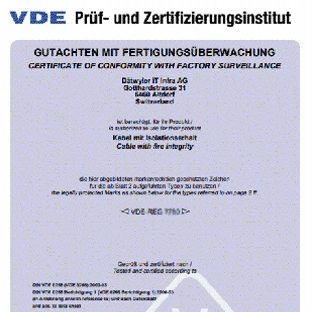 VDE Prüf- und Zertifizierungsinstitut
GUTACHTEN MIT FERTIGUNGSÜBERWACHUNG
CERTIFICATE OF CONFORMITY WITH FACTORY SURVEILLANCE
Dätwyler IT Infra AG
Gotthardstrasse 31
6460 Altdorf
Switzerland
ist berechtigt, für ihr Produkt /
is authorized to use for their product
Kabel mit Isolationserhalt
Cable with fire integrity
die hier abgebildeten markenrechtlich geschützten Zeichen
für die ab Blatt 2 aufgeführten Typen zu benutzen /
the legally protected Marks as shown below for the types referred to on page 2 ff.
VDE-REG
Geprüft und zertifiziert nach /
Tested and certified according to